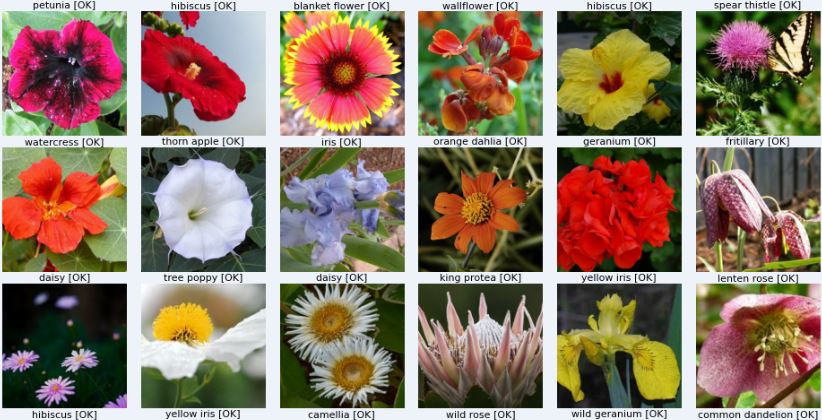 petunia [OK] hibiscus [OK] blanket flower [OK] wallflower [OK] hibiscus [OK] spear thistle [OK]
watercress [OK] thorn apple [OK] iris [OK] orange dahlia [OK] geranium [OK] fritillary [OK]
daisy [OK] tree poppy [OK] daisy [OK] king protea [OK] yellow iris [OK] lenten rose [OK]
hibiscus [OK] yellow iris [OK] camellia [OK] wild rose [OK] wild geranium [OK] common dandelion [OK]